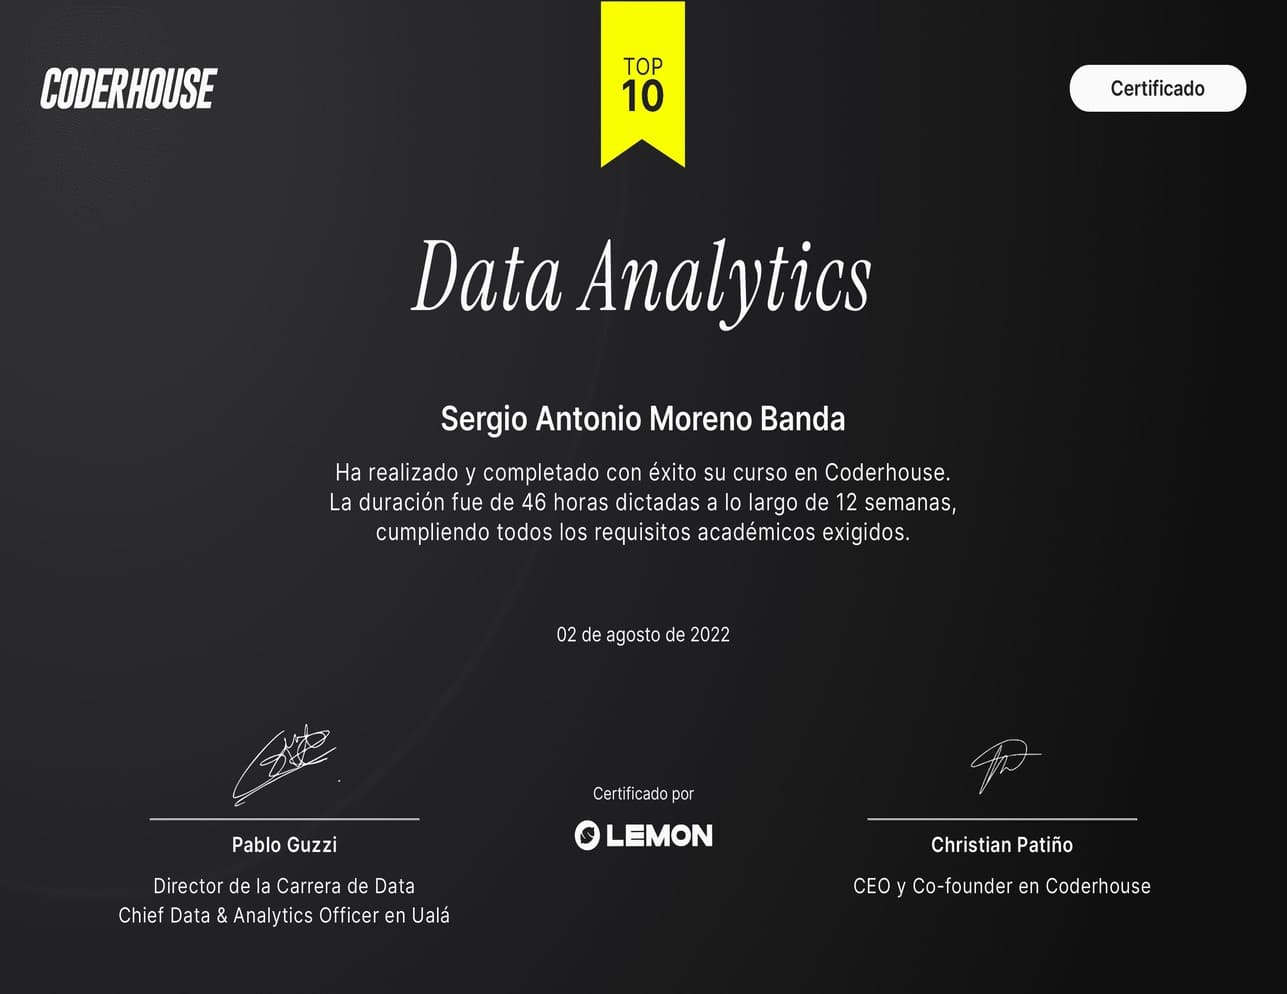 CODERHOUSE
TOP
10
Certificado
Data Analytics
Sergio Antonio Moreno Banda
Ha realizado y completado con éxito su curso en Coderhouse.
La duración fue de 46 horas dictadas a lo largo de 12 semanas,
cumpliendo todos los requisitos académicos exigidos.
02 de agosto de 2022
Certificado por
LEMON
Pablo Guzzi
Director de la Carrera de Data
Chief Data & Analytics Officer en Ualá
Christian Patiño
CEO y Co-founder en Coderhouse